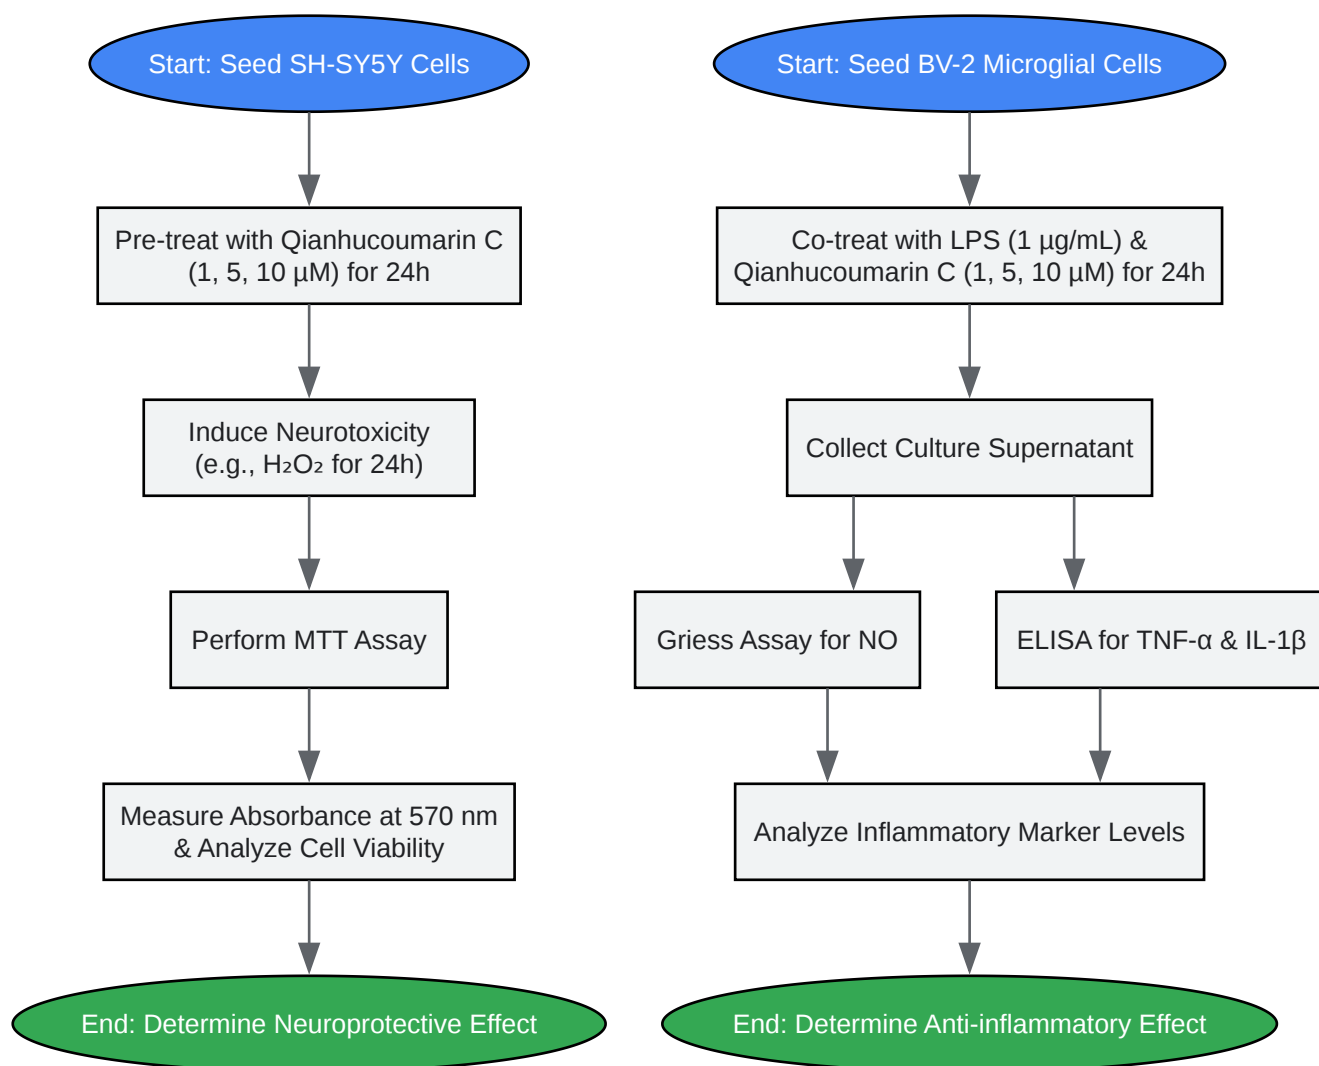 Start: Seed SH-SY5Y Cells
Pre-treat with Qianhucoumarin C
(1, 5, 10 µM) for 24h
Induce Neurotoxicity
(e.g., H₂O₂ for 24h)
Perform MTT Assay
Measure Absorbance at 570 nm
& Analyze Cell Viability
End: Determine Neuroprotective Effect
Start: Seed BV-2 Microglial Cells
Co-treat with LPS (1 µg/mL) &
Qianhucoumarin C (1, 5, 10 µM) for 24h
Collect Culture Supernatant
Griess Assay for NO
ELISA for TNF-α & IL-1β
Analyze Inflammatory Marker Levels
End: Determine Anti-inflammatory Effect